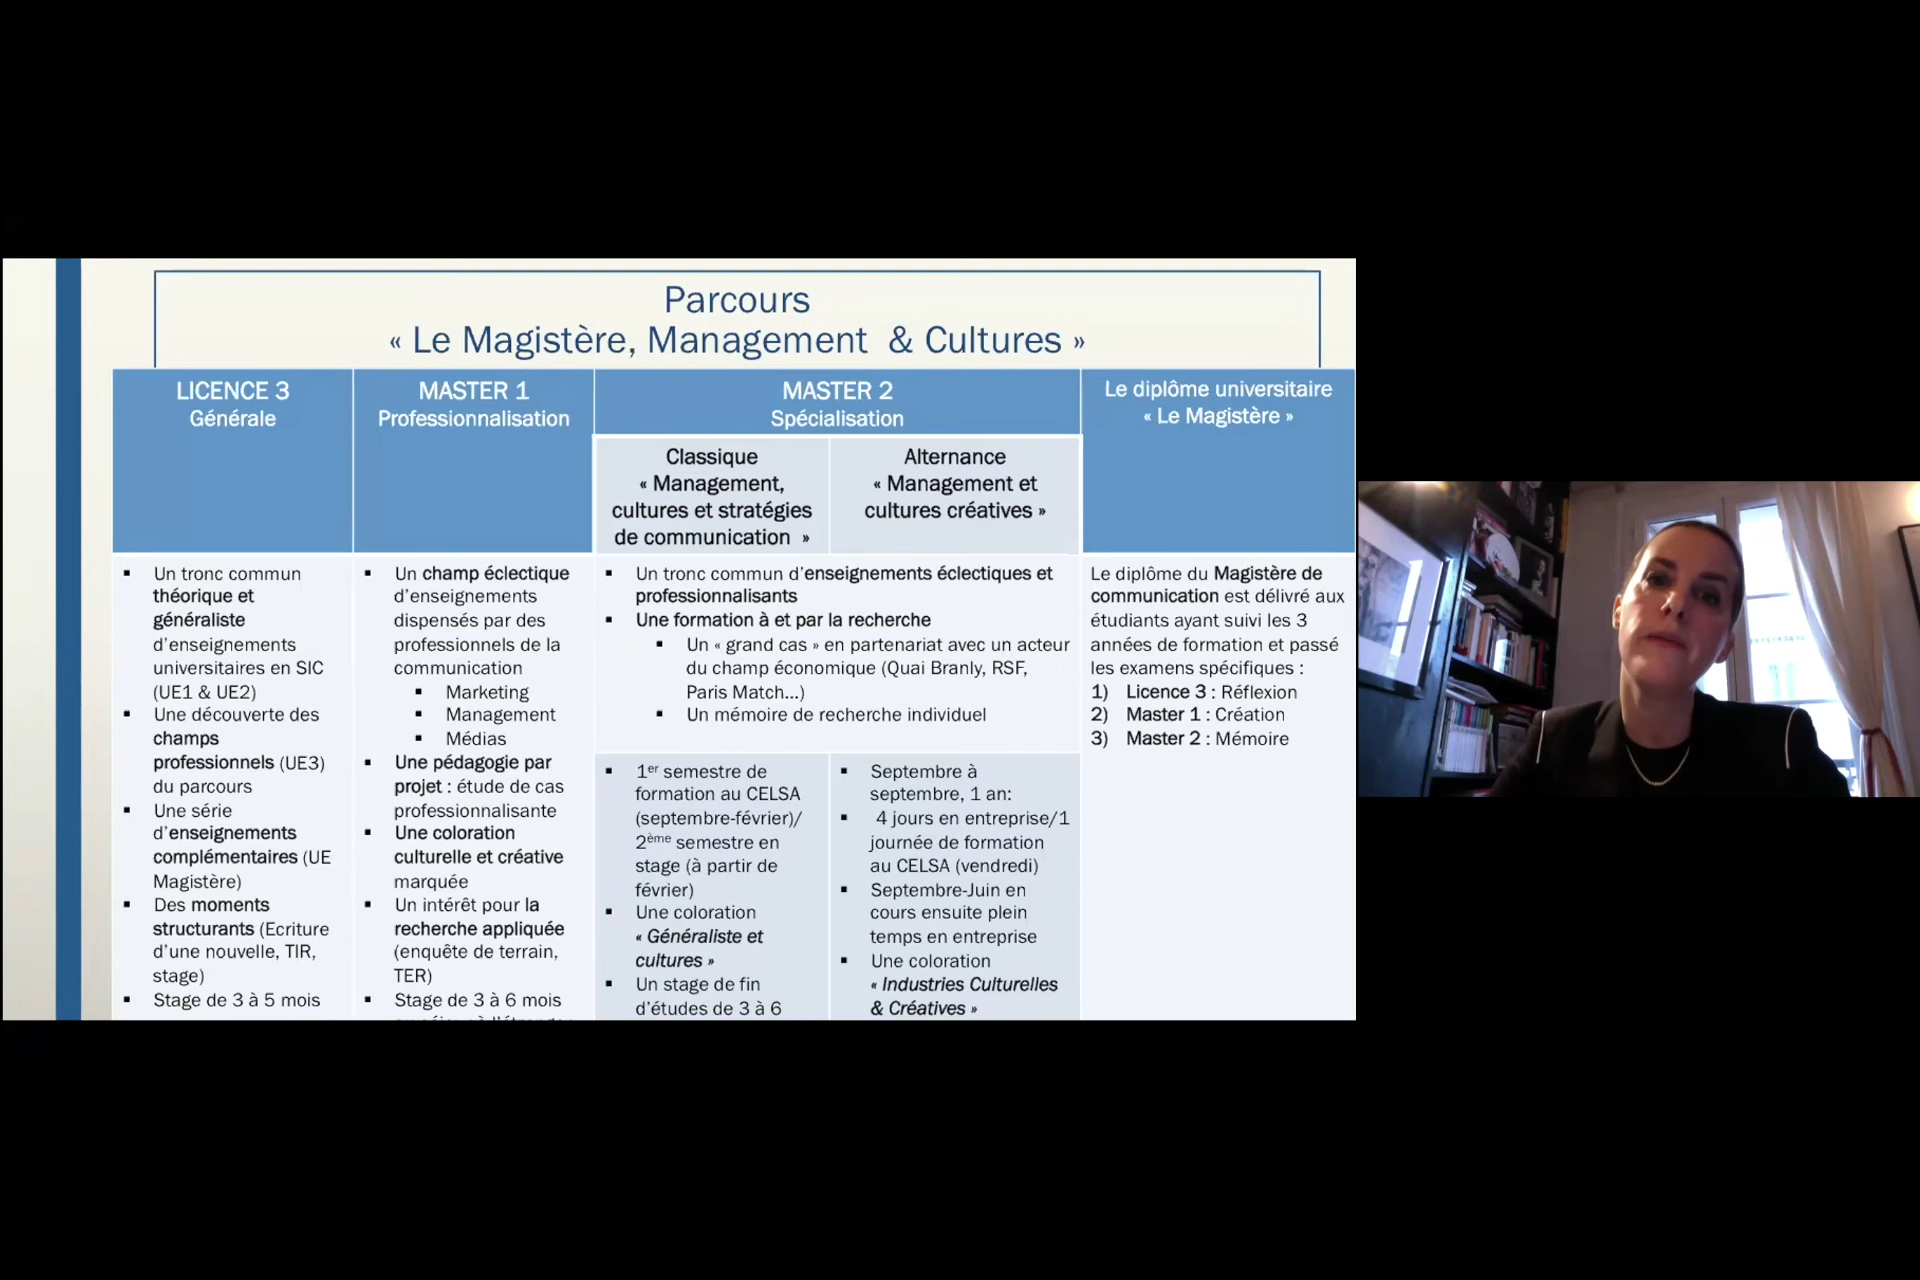 Parcours
« Le Magistère, Management & Cultures »
LICENCE 3
Générale
MASTER 1
Professionnalisation
MASTER 2
Spécialisation
Le diplôme universitaire
« Le Magistère »
Classique
« Management,
cultures et stratégies
de communication »
Alternance
« Management et
cultures créatives »
▪ Un tronc commun
théorique et
généraliste
d’enseignements
universitaires en SIC
(UE1 & UE2)
▪ Une découverte des
champs
professionnels (UE3)
du parcours
▪ Une série
d’enseignements
complémentaires (UE
Magistère)
▪ Des moments
structurants (Ecriture
d’une nouvelle, TIR,
stage)
▪ Stage de 3 à 5 mois
▪ Un champ éclectique
d’enseignements
dispensés par des
professionnels de la
communication
▪ Marketing
▪ Management
▪ Médias
▪ Une pédagogie par
projet : étude de cas
professionnalisante
▪ Une coloration
culturelle et créative
marquée
▪ Un intérêt pour la
recherche appliquée
(enquête de terrain,
TER)
▪ Stage de 3 à 6 mois
▪ Un tronc commun d’enseignements éclectiques et
professionnalisants
▪ Une formation à et par la recherche
▪ Un « grand cas » en partenariat avec un acteur
du champ économique (Quai Branly, RSF,
Paris Match…)
▪ Un mémoire de recherche individuel
▪ 1er semestre de
formation au CELSA
(septembre-février)/
2ème semestre en
stage (à partir de
février)
▪ Une coloration
« Généraliste et
cultures »
▪ Un stage de fin
d’études de 3 à 6
▪ Septembre à
septembre, 1 an:
▪ 4 jours en entreprise/1
journée de formation
au CELSA (vendredi)
▪ Septembre-Juin en
cours ensuite plein
temps en entreprise
▪ Une coloration
« Industries Culturelles
& Créatives »
Le diplôme du Magistère de
communication est délivré aux
étudiants ayant suivi les 3
années de formation et passé
les examens spécifiques :
1) Licence 3 : Réflexion
2) Master 1 : Création
3) Master 2 : Mémoire